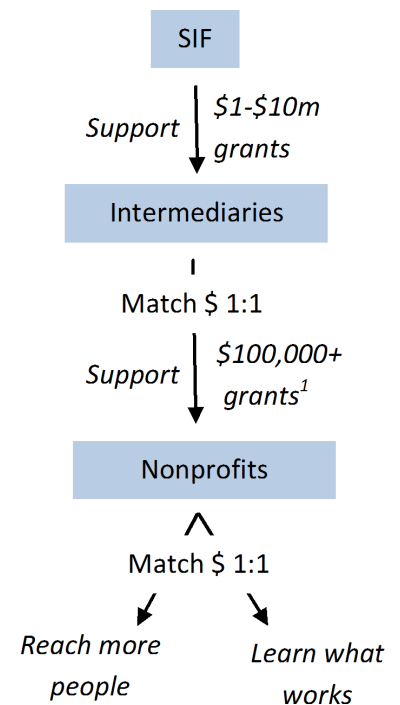 SIF
Support
$1-$10m
grants
Intermediaries
Match $ 1:1
Support
$100,000+
grants1
Nonprofits
Match $ 1:1
Reach more
people
Learn what
works